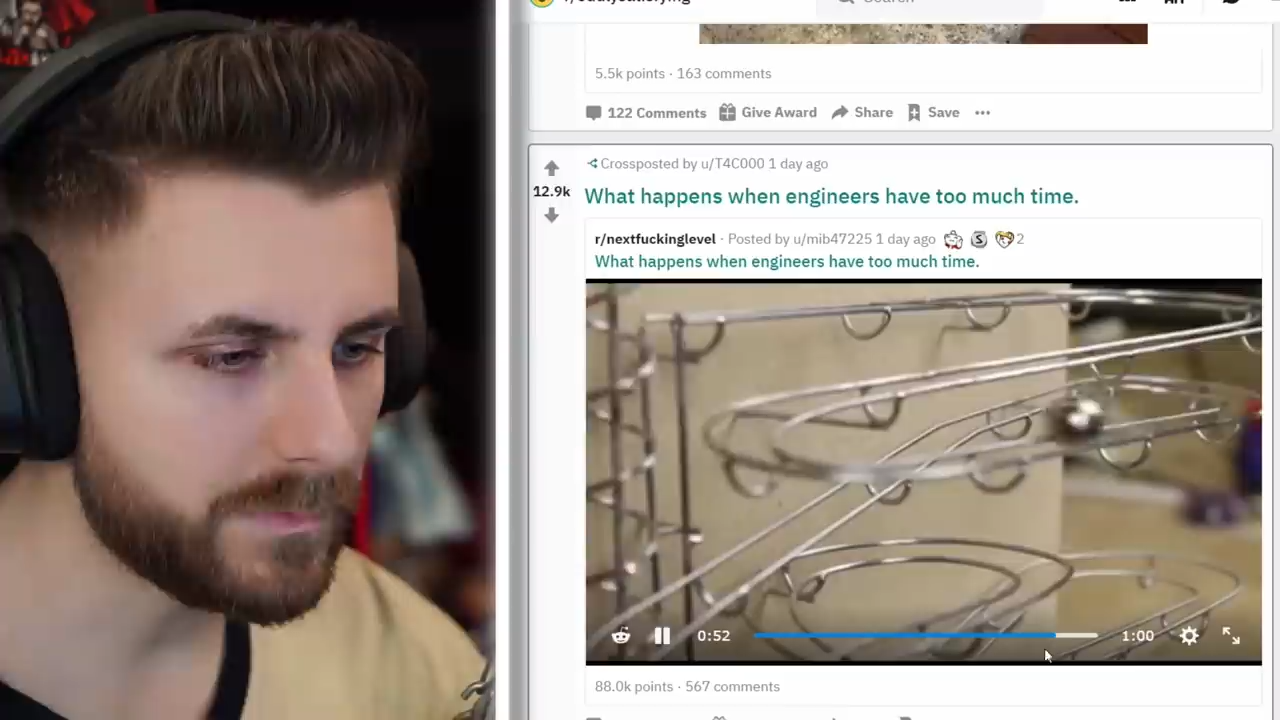 Search
5.5k points · 163 comments
122 Comments Give Award Share Save ...
Crossposted by u/T4C000 1 day ago
12.9k
What happens when engineers have too much time.
r/nextfuckinglevel · Posted by u/mib47225 1 day ago 2
What happens when engineers have too much time.
0:52 1:00
88.0k points · 567 comments